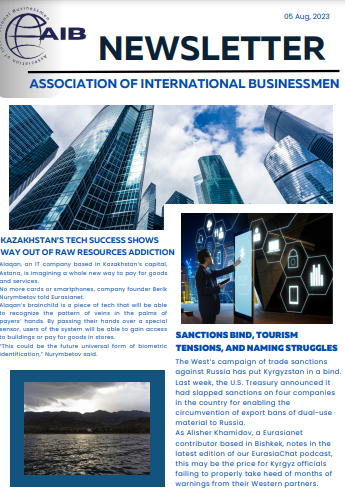 Association of International Businessmen
AIB
05 Aug, 2023
NEWSLETTER
ASSOCIATION OF INTERNATIONAL BUSINESSMEN
KAZAKHSTAN'S TECH SUCCESS SHOWS
WAY OUT OF RAW RESOURCES ADDICTION
Alaqan, an IT company based in Kazakhstan's capital,
Astana, is imagining a whole new way to pay for goods
and services.
No more cards or smartphones, company founder Berik
Nurymbetov told Eurasianet.
Alaqan's brainchild is a piece of tech that will be able
to recognize the pattern of veins in the palms of
payers' hands. By passing their hands over a special
sensor, users of the system will be able to gain access
to buildings or pay for goods in stores.
"This could be the future universal form of biometric
identification," Nurymbetov said.
SANCTIONS BIND, TOURISM
TENSIONS, AND NAMING STRUGGLES
The West's campaign of trade sanctions
against Russia has put Kyrgyzstan in a bind.
Last week, the U.S. Treasury announced it
had slapped sanctions on four companies
in the country for enabling the
circumvention of export bans of dual-use
material to Russia.
As Alisher Khamidov, a Eurasianet
contributor based in Bishkek, notes in the
latest edition of our EurasiaChat podcast,
this may be the price for Kyrgyz officials
failing to properly take heed of months of
warnings from their Western partners.